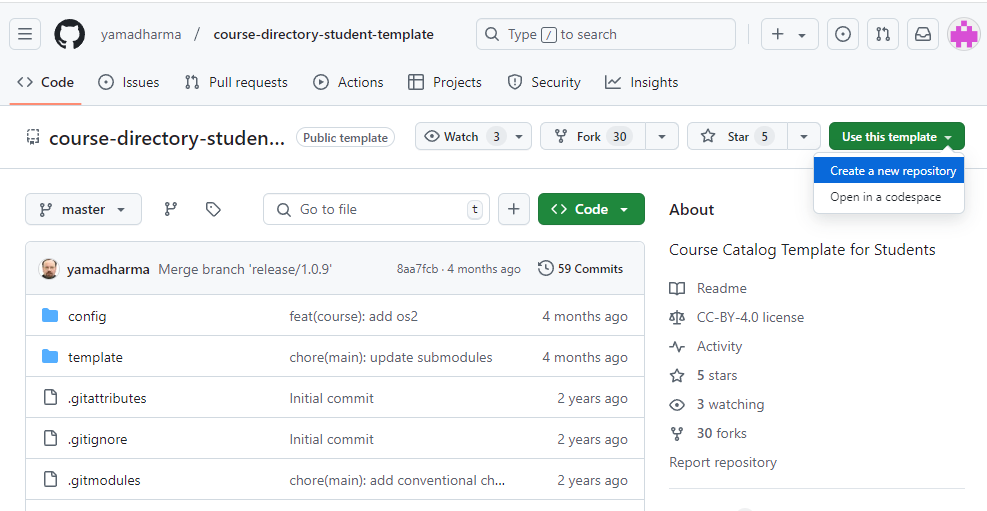 yamadharma / course-directory-student-template
Type / to search
Code Issues Pull requests Actions Projects Security Insights
course-directory-studen... Public template
Watch 3 Fork 30 Star 5 Use this template
Create a new repository
Open in a codespace
master Go to file t + Code
yamadharma Merge branch 'release/1.0.9' 8aa7fcb · 4 months ago 59 Commits
config feat(course): add os2 4 months ago
template chore(main): update submodules 4 months ago
.gitattributes Initial commit 2 years ago
.gitignore Initial commit 2 years ago
.gitmodules chore(main): add conventional ch... 2 years ago
About
Course Catalog Template for Students
Readme
CC-BY-4.0 license
Activity
5 stars
3 watching
30 forks
Report repository